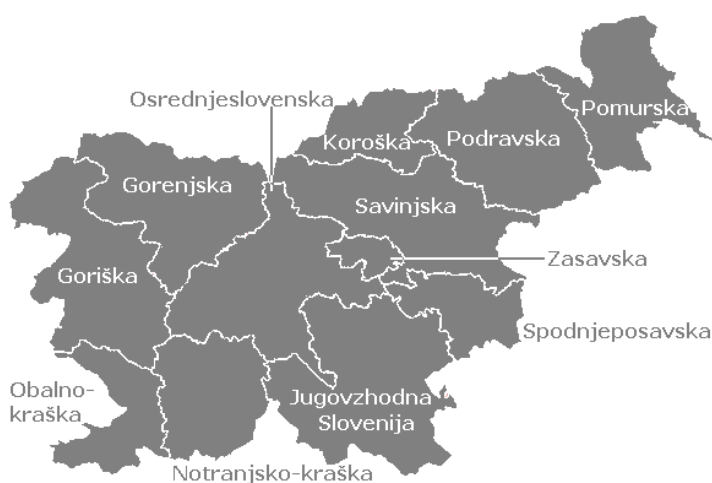 Osrednjeslovenska
Pomurska
Koroška
Podravska
Gorenjska
Savinjska
Goriška
Zasavska
Spodnjeposavska
Obalno-
kraška
Jugovzhodna
Slovenija
Notranjsko-kraška